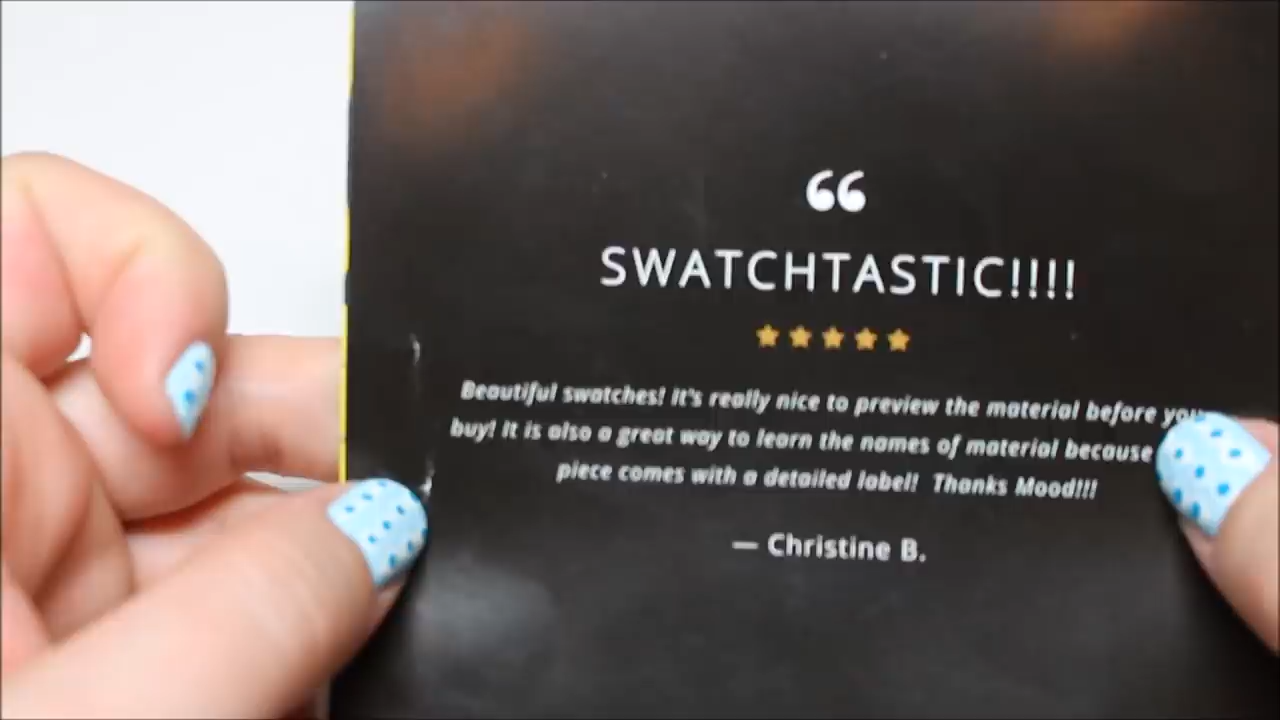 “
SWATCHTASTIC!!!!
Beautiful swatches! It's really nice to preview the material before you
buy! It is also a great way to learn the names of material because
piece comes with a detailed label! Thanks Mood!!!
— Christine B.